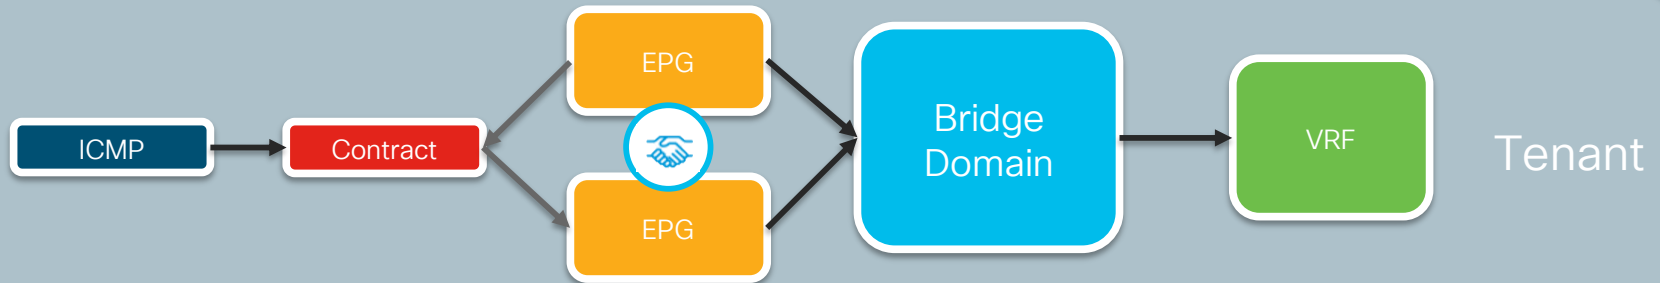 ICMP
Contract
EPG
EPG
Bridge
Domain
VRF
Tenant